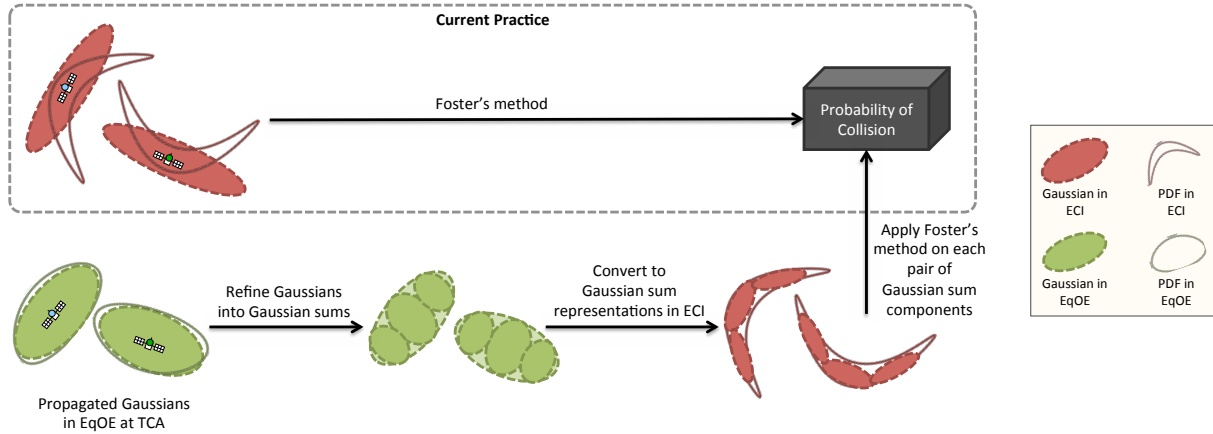 Current Practice
Foster's method
Probability of
Collision
Gaussian in
ECI
PDF in
ECI
Gaussian in
EqOE
PDF in
EqOE
Apply Foster's
method on each
pair of
Gaussian sum
components
Refine Gaussians
into Gaussian sums
Convert to
Gaussian sum
representations in ECI
Propagated Gaussians
in EqOE at TCA